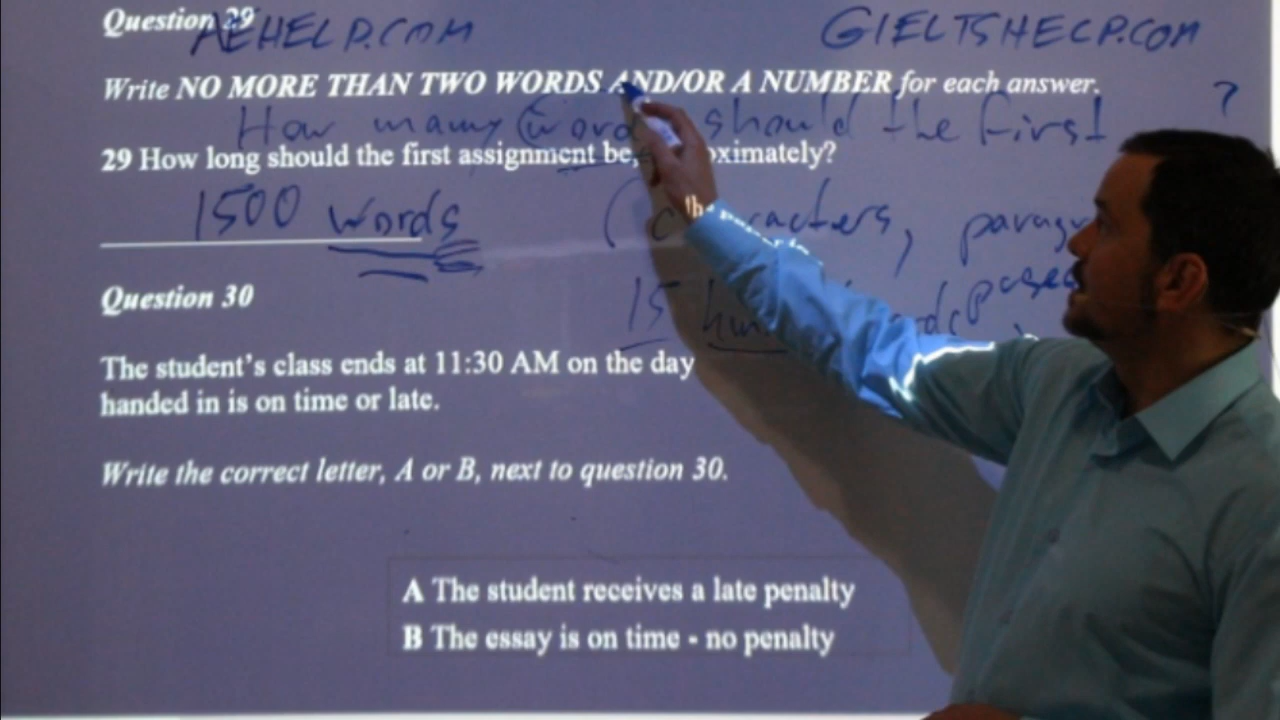 Question 29
AEHELP.COM GIELTSHELP.COM
Write NO MORE THAN TWO WORDS AND/OR A NUMBER for each answer.
How many word should the first ?
29 How long should the first assignment be, approximately?
1500 words
Question 30
15
The student's class ends at 11:30 AM on the day
handed in is on time or late.
Write the correct letter, A or B, next to question 30.
A The student receives a late penalty
B The essay is on time - no penalty